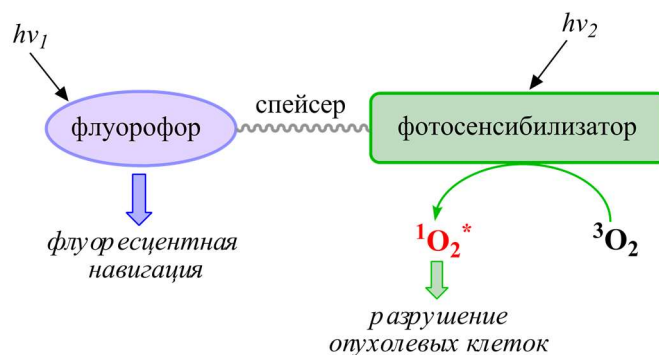 hν₁
hν₂
спейсер
флуорофор
фотосенсибилизатор
флуоресцентная
навигация
¹O₂*
³O₂
разрушение
опухолевых клеток